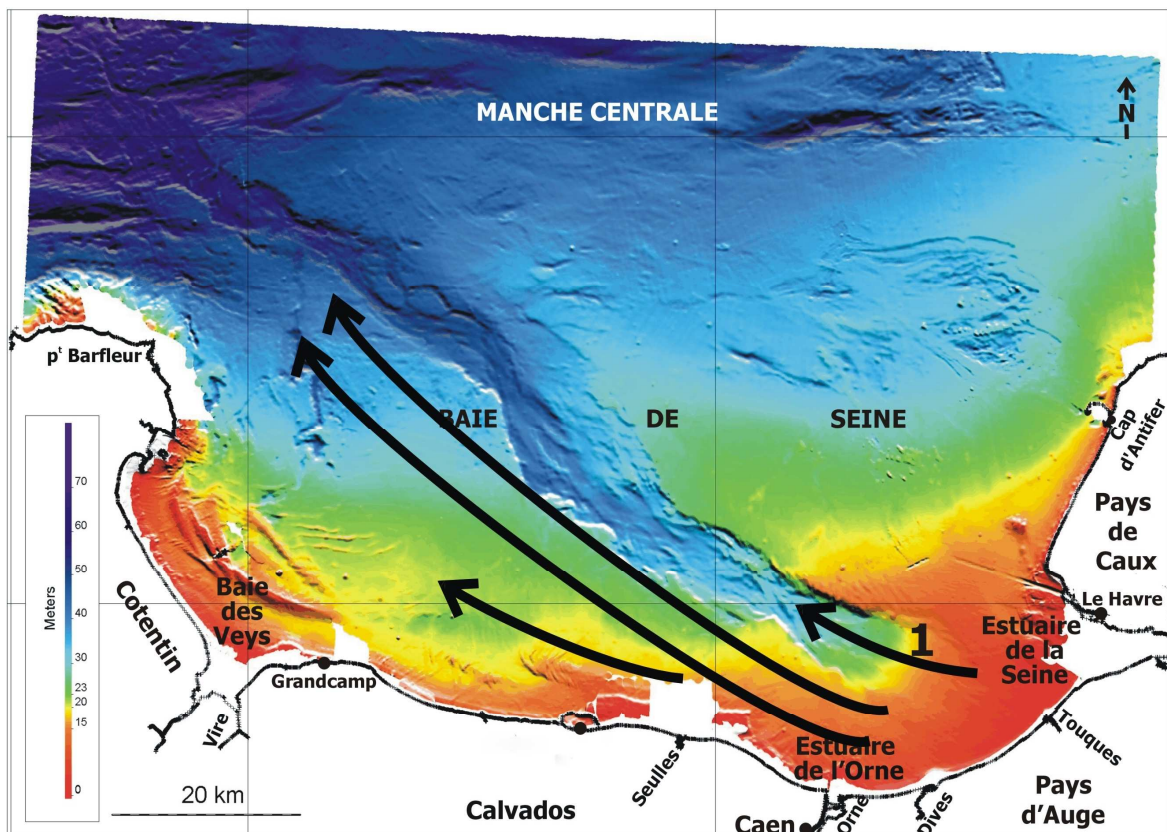 MANCHE CENTRALE
N
pᵗ Barfleur
BAIE DE SEINE
Cap
d'Antifer
Pays
de
Caux
Le Havre
Meters
70
60
50
40
30
23
20
15
0
Cotentin
Baie
des
Veys
1
Estuaire
de la
Seine
Grandcamp
Vire
Touques
Estuaire
de l'Orne
Seulles
20 km
Calvados
Caen
Orne
Dives
Pays
d'Auge